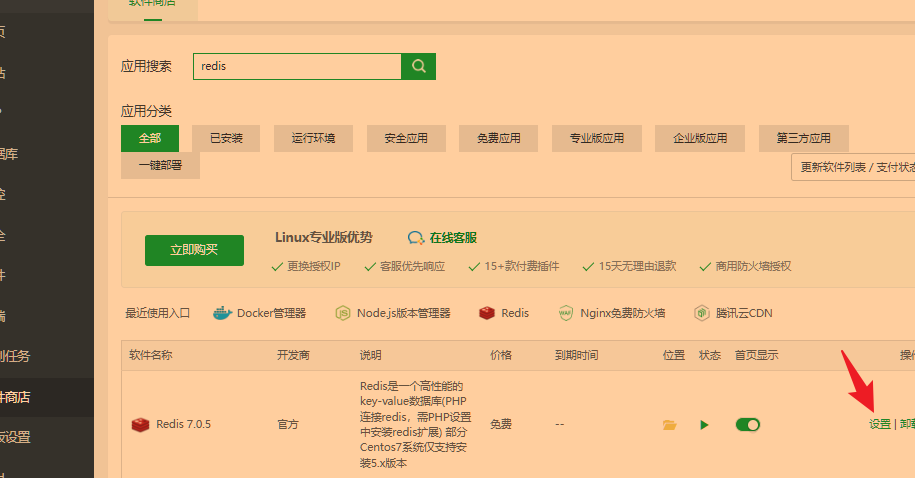 软件商店
页
站
应用搜索
redis
应用分类
全部
已安装
运行环境
安全应用
免费应用
专业版应用
企业版应用
第三方应用
据库
一键部署
更新软件列表 / 支付状态
控
全
立即购买
Linux专业版优势
在线客服
更换授权IP
客服优先响应
15+款付费插件
15天无理由退款
商用防火墙授权
件
端
最近使用入口
Docker管理器
Node.js版本管理器
Redis
Nginx免费防火墙
腾讯云CDN
划任务
软件名称
开发商
说明
价格
到期时间
位置
状态
首页显示
操作
件商店
板设置
Redis 7.0.5
官方
Redis是一个高性能的
key-value数据库(PHP
连接redis，需PHP设置
中安装redis扩展) 部分
Centos7系统仅支持安
装5.x版本
免费
--
设置 | 卸载